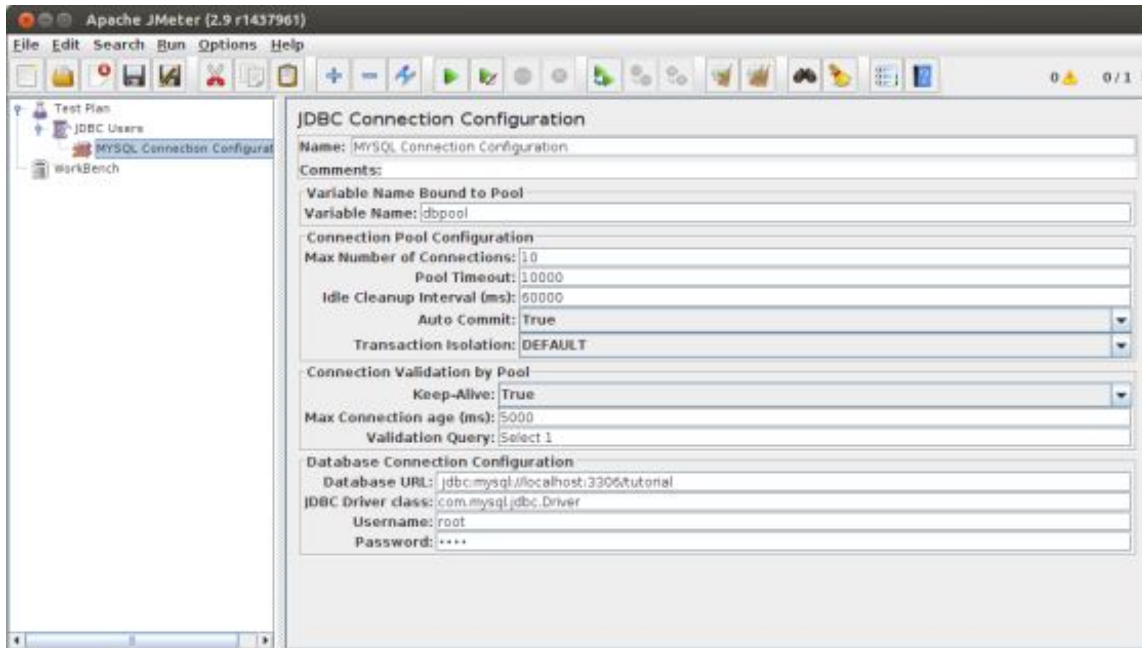 Apache JMeter (2.9 r1437961)
File Edit Search Run Options Help
0 0/1
Test Plan
JDBC Users
MYSQL Connection Configurat
WorkBench
JDBC Connection Configuration
Name: MYSQL Connection Configuration
Comments:
Variable Name Bound to Pool
Variable Name: dbpool
Connection Pool Configuration
Max Number of Connections: 10
Pool Timeout: 10000
Idle Cleanup Interval (ms): 60000
Auto Commit: True
Transaction Isolation: DEFAULT
Connection Validation by Pool
Keep-Alive: True
Max Connection age (ms): 5000
Validation Query: Select 1
Database Connection Configuration
Database URL: jdbc:mysql://localhost:3306/tutorial
JDBC Driver class: com.mysql.jdbc.Driver
Username: root
Password: ••••